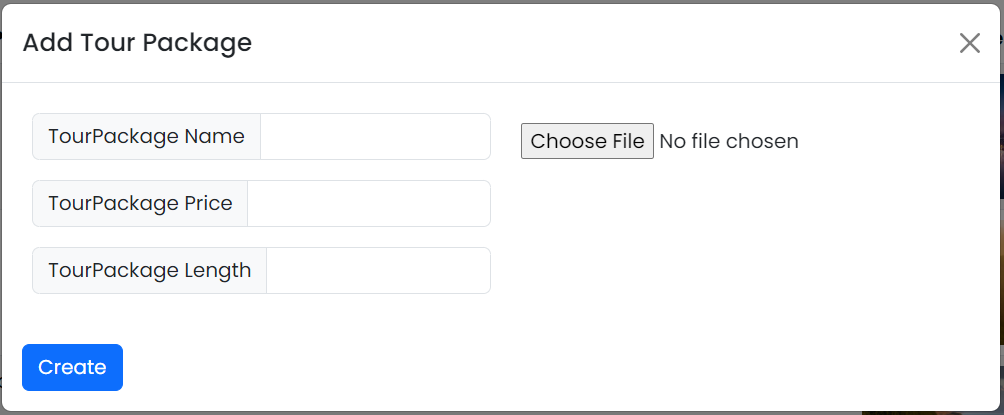 Add Tour Package
TourPackage Name
Choose File No file chosen
TourPackage Price
TourPackage Length
Create